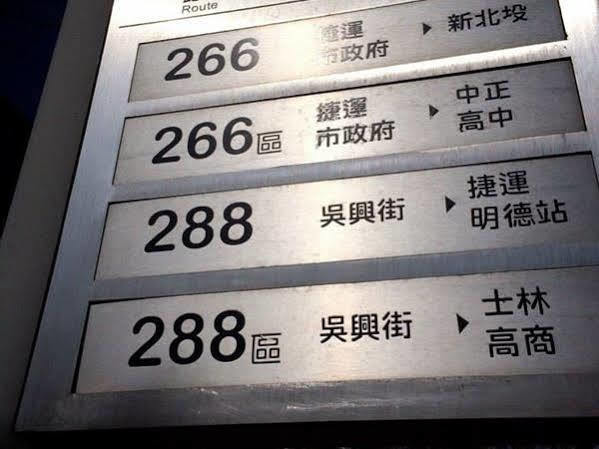 Route
266
捷運
市政府
▶
新北投
266區
捷運
市政府
▶
中正
高中
288
吳興街
▶
捷運
明德站
288區
吳興街
▶
士林
高商